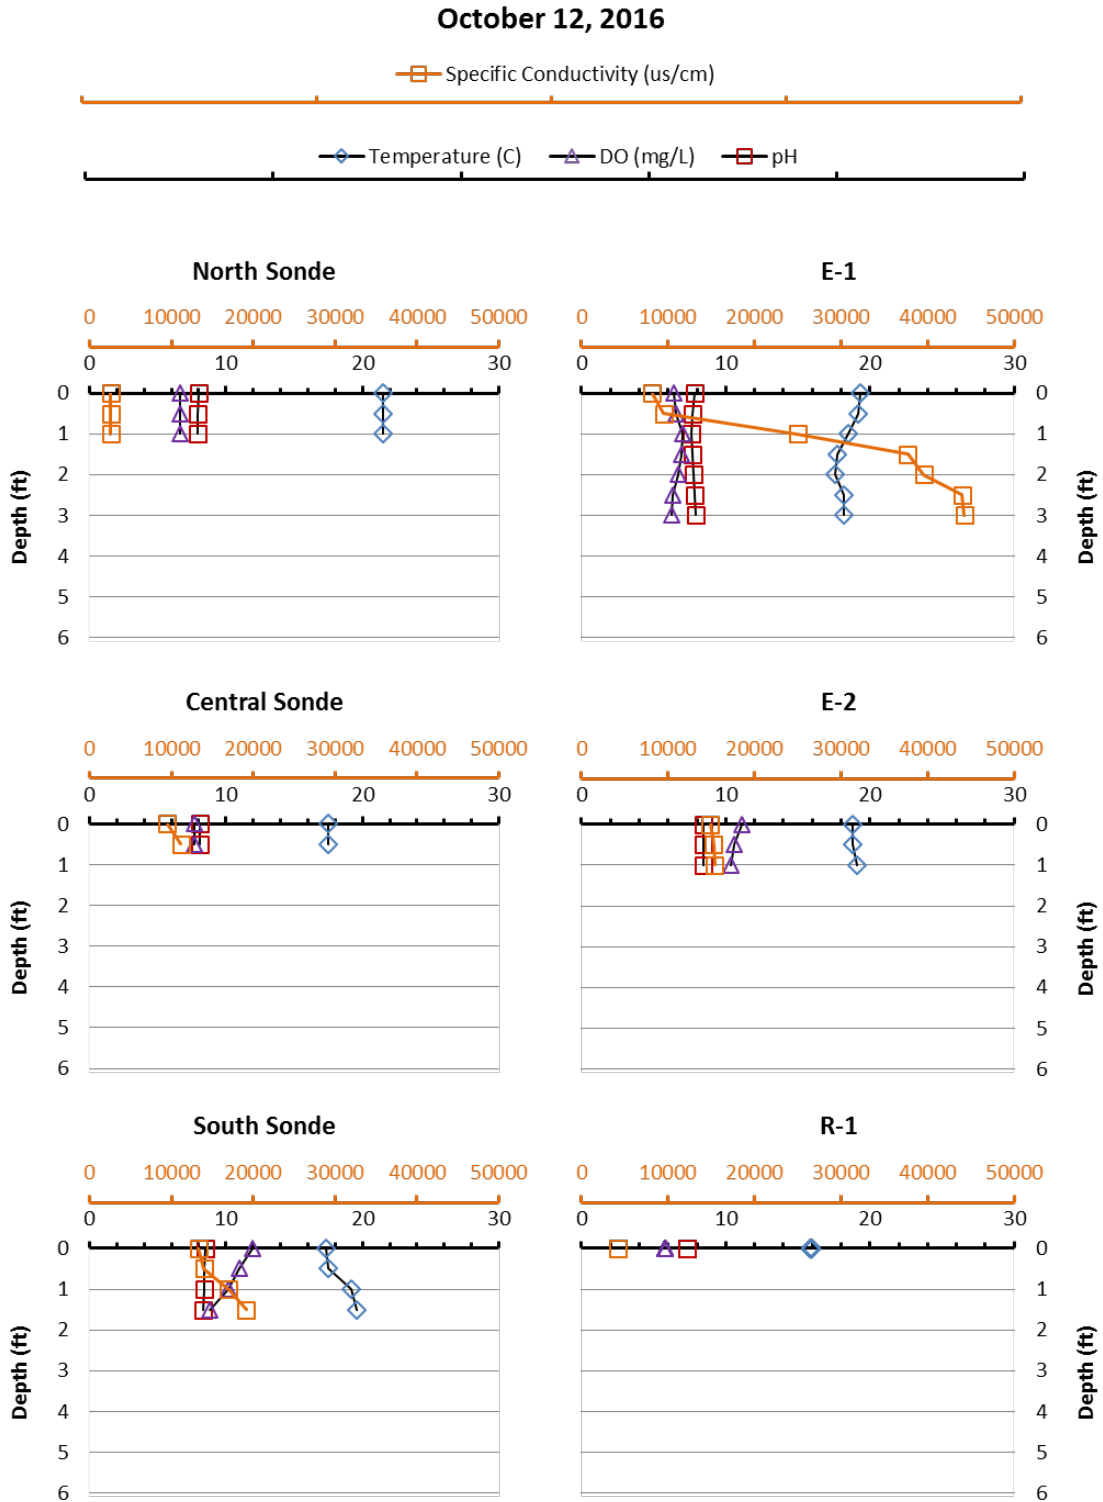 October 12, 2016
Specific Conductivity (us/cm)
Temperature (C) DO (mg/L) pH
North Sonde
0 10000 20000 30000 40000 50000
0 10 20 30
0
1
2
3
4
5
6
Depth (ft)
E-1
0 10000 20000 30000 40000 50000
0 10 20 30
0
1
2
3
4
5
6
Depth (ft)
Central Sonde
0 10000 20000 30000 40000 50000
0 10 20 30
0
1
2
3
4
5
6
Depth (ft)
E-2
0 10000 20000 30000 40000 50000
0 10 20 30
0
1
2
3
4
5
6
Depth (ft)
South Sonde
0 10000 20000 30000 40000 50000
0 10 20 30
0
1
2
3
4
5
6
Depth (ft)
R-1
0 10000 20000 30000 40000 50000
0 10 20 30
0
1
2
3
4
5
6
Depth (ft)